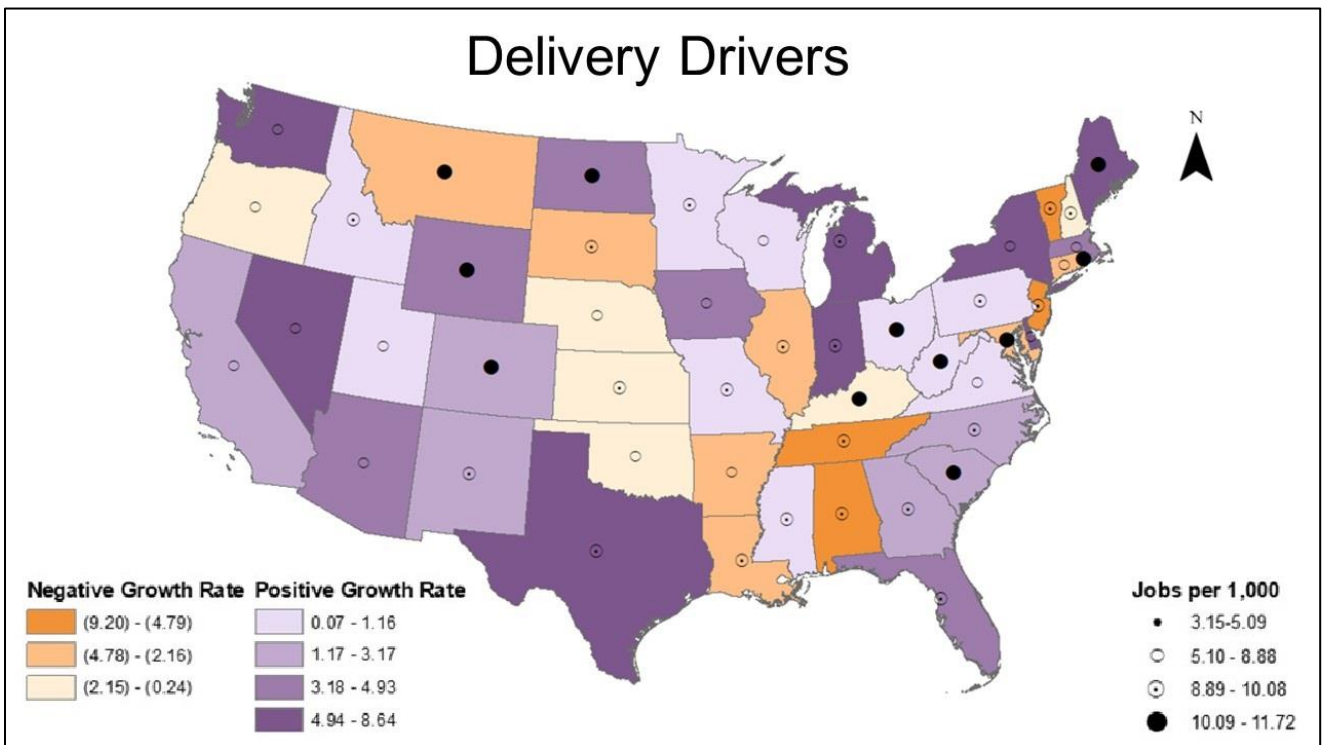 Delivery Drivers
N
Negative Growth Rate
(9.20) - (4.79)
(4.78) - (2.16)
(2.15) - (0.24)
Positive Growth Rate
0.07 - 1.16
1.17 - 3.17
3.18 - 4.93
4.94 - 8.64
Jobs per 1,000
3.15-5.09
5.10 - 8.88
8.89 - 10.08
10.09 - 11.72